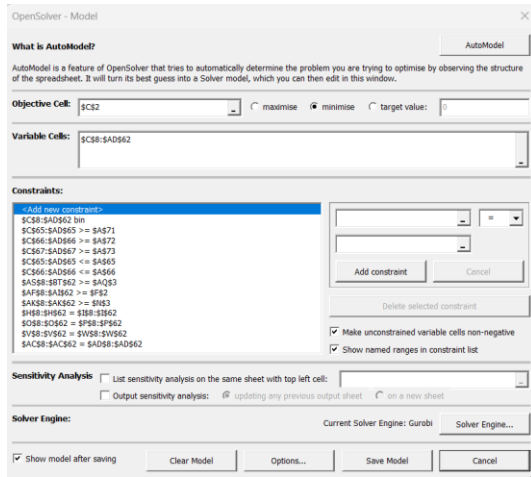 OpenSolver - Model
What is AutoModel?
AutoModel
AutoModel is a feature of OpenSolver that tries to automatically determine the problem you are trying to optimise by observing the structure
of the spreadsheet. It will turn its best guess into a Solver model, which you can then edit in this window.
Objective Cell: $C$2 _ maximise minimise target value: 0
Variable Cells: $C$8:$AD$62
Constraints:
<Add new constraint>
$C$8:$AD$62 bin
$C$65:$AD$65 >= $A$71
$C$66:$AD$66 >= $A$72
$C$67:$AD$67 >= $A$73
$C$65:$AD$65 <= $A$65
$C$66:$AD$66 <= $A$66
$AS$8:$BT$62 >= $AQ$3
$AF$8:$AI$62 >= $F$2
$AK$8:$AK$62 >= $N$3
$H$8:$H$62 = $I$8:$I$62
$O$8:$O$62 = $P$8:$P$62
$V$8:$V$62 = $W$8:$W$62
$AC$8:$AC$62 = $AD$8:$AD$62
=
Add constraint Cancel
Delete selected constraint
Make unconstrained variable cells non-negative
Show named ranges in constraint list
Sensitivity Analysis List sensitivity analysis on the same sheet with top left cell:
Output sensitivity analysis: updating any previous output sheet on a new sheet
Solver Engine: Current Solver Engine: Gurobi Solver Engine...
Show model after saving Clear Model Options... Save Model Cancel